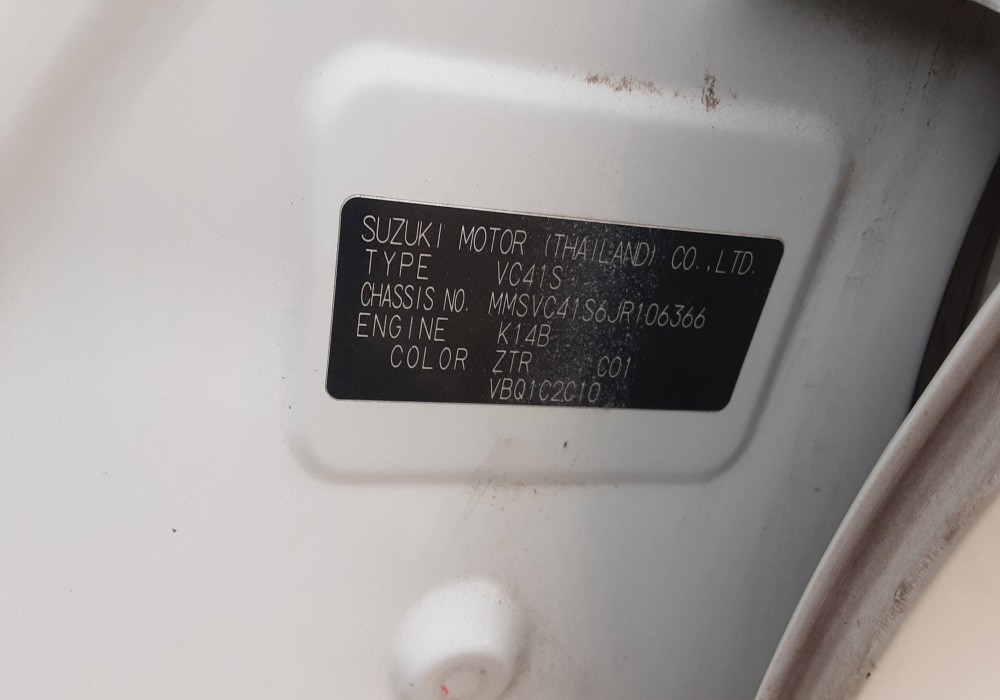 SUZUKI MOTOR (THAILAND) CO.,LTD.
TYPE VC41S
CHASSIS NO. MMSVC41S6JR106366
ENGINE K14B
COLOR ZTR C01
VBQ1C2C10